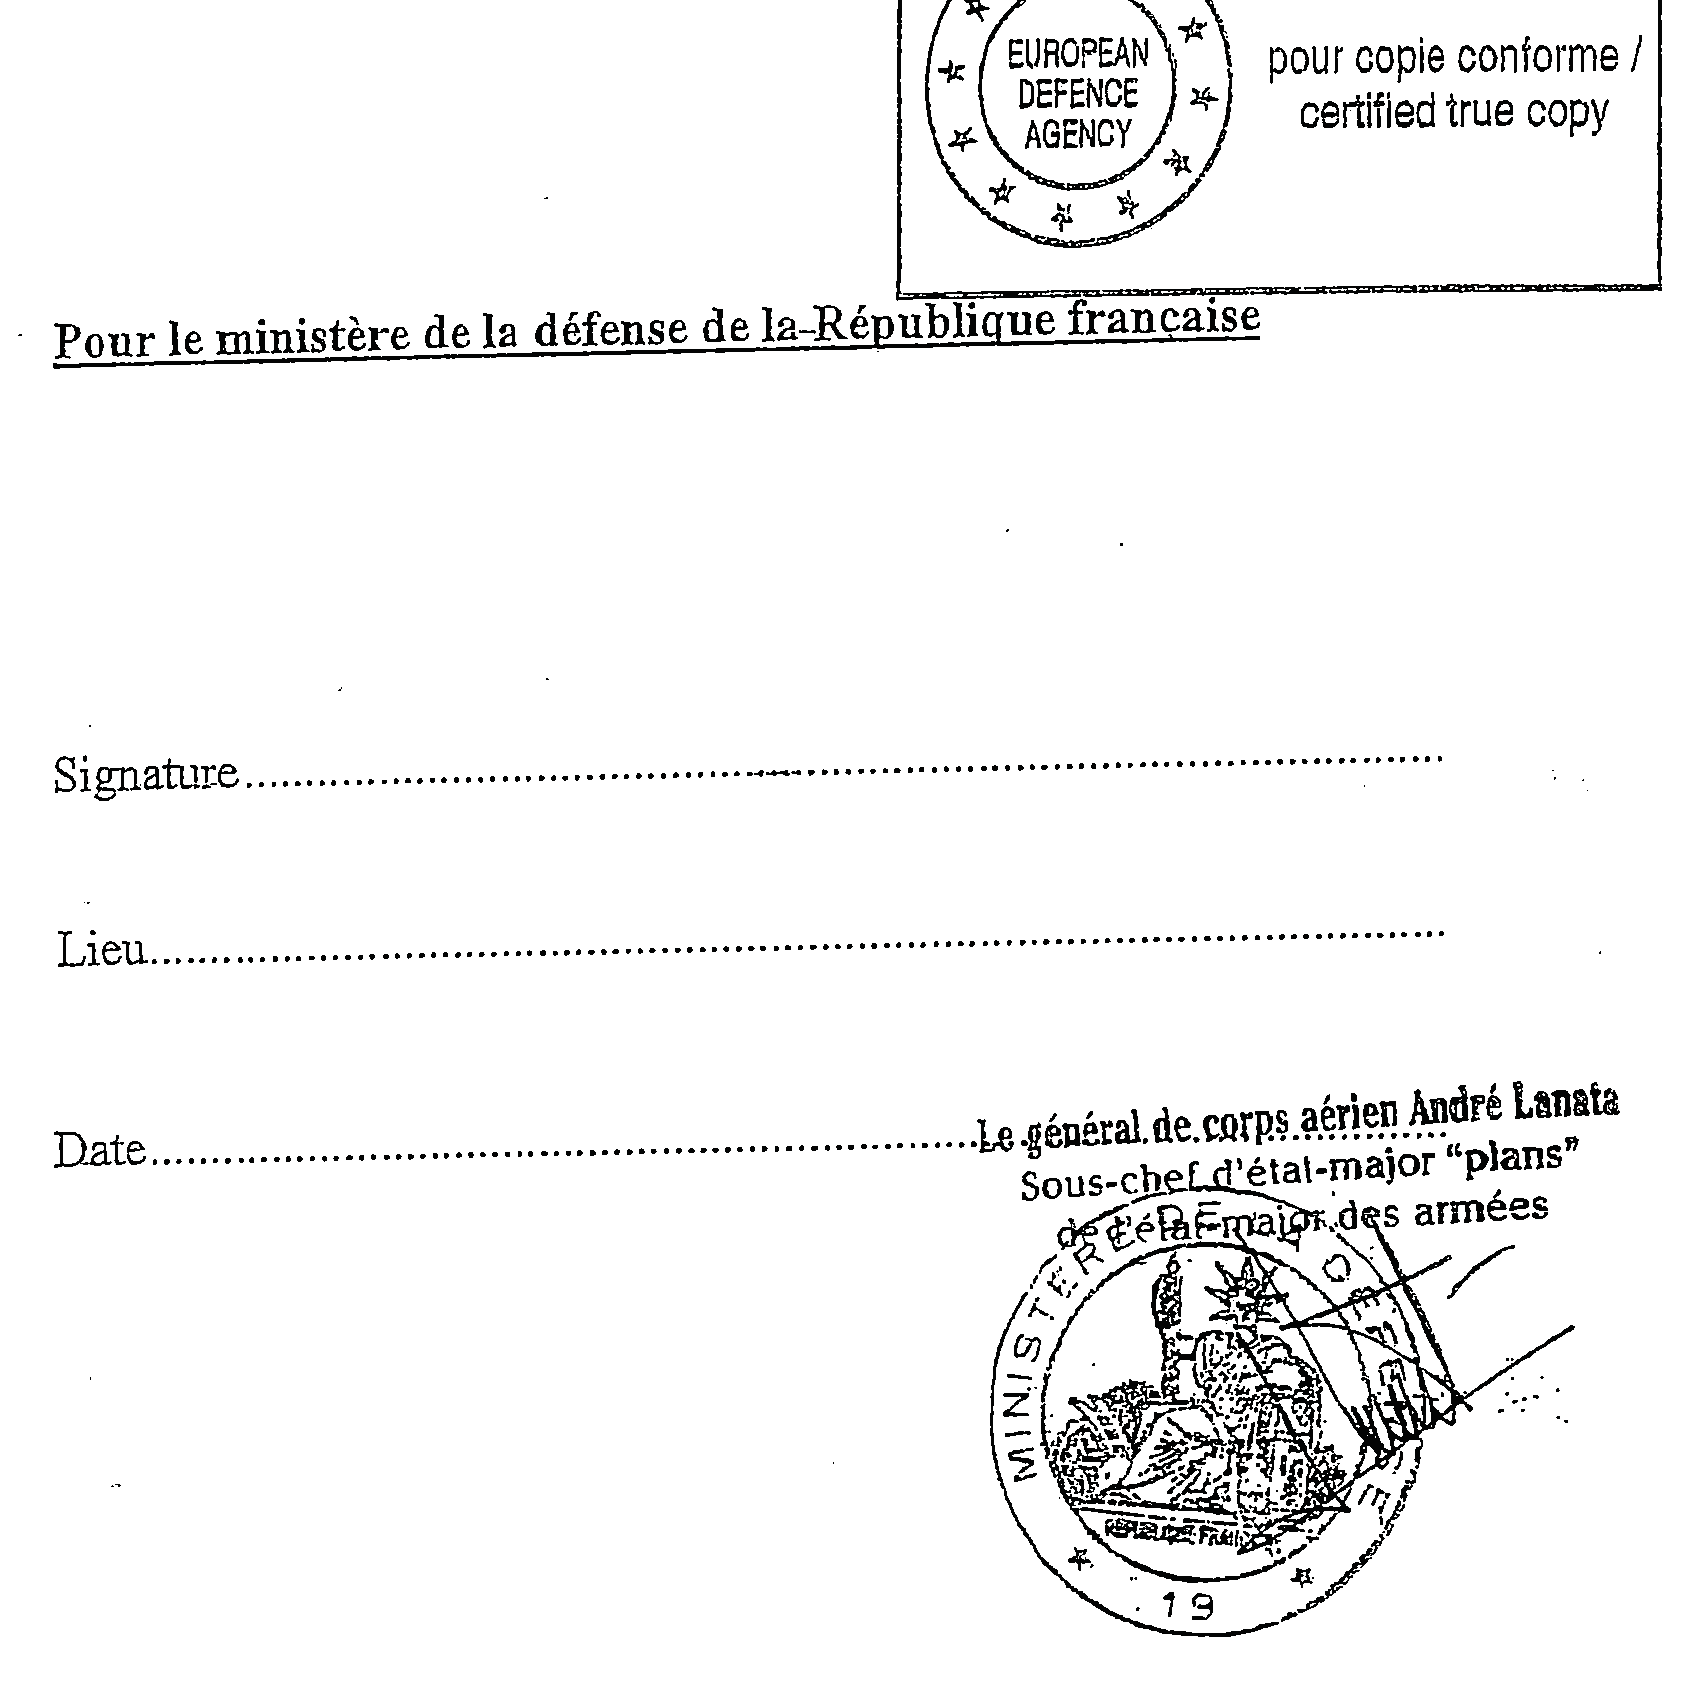 EUROPEAN
DEFENCE
AGENCY
pour copie conforme /
certified true copy
Pour le ministère de la défense de la République française
Signature
Lieu
Date
Le général de corps aérien André Lanata
Sous-chef d'état-major "plans"
de l'état-major des armées
MINISTERE DE
19